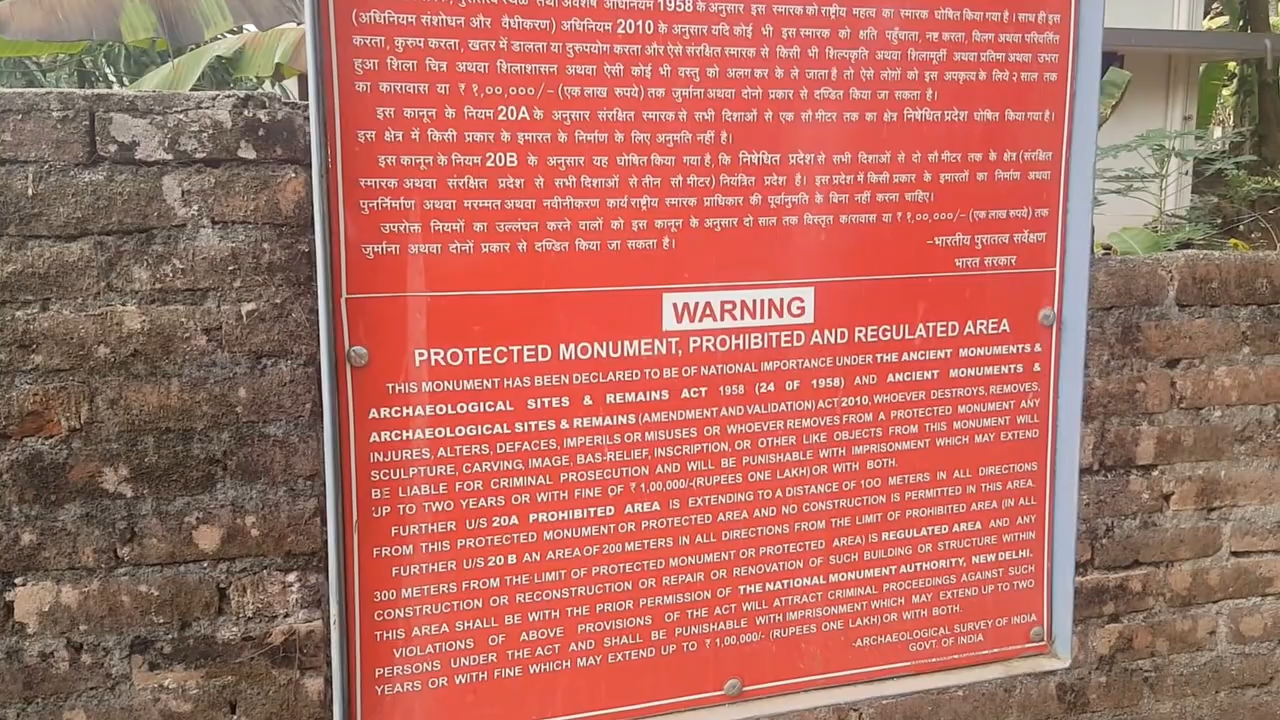 पुरातत्व स्थळ तथा अवशेष अधिनियम 1958 के अनुसार इस स्मारक को राष्ट्रीय महत्व का स्मारक घोषित किया गया है। साथ ही इस
(अधिनियम संशोधन और वैधीकरण) अधिनियम 2010 के अनुसार यदि कोई भी इस स्मारक को क्षति पहुँचाता, नष्ट करता, विलग अथवा परिवर्तित
करता, कुरुप करता, खतर में डालता या दुरुपयोग करता और ऐसे संरक्षित स्मारक से किसी भी शिल्पकृति अथवा शिलामूर्ती अथवा प्रतिमा अथवा उभरा
हुआ शिला चित्र अथवा शिलाशासन अथवा ऐसी कोई भी वस्तु को अलग कर के ले जाता है तो ऐसे लोगों को इस अपकृत्य के लिये २ साल तक
का कारावास या ₹ १,००,०००/– (एक लाख रूपये) तक जुर्माना अथवा दोनो प्रकार से दण्डित किया जा सकता है।
इस कानून के नियम 20A के अनुसार संरक्षित स्मारक से सभी दिशाओं से एक सौ मीटर तक का क्षेत्र निषेधित प्रदेश घोषित किया गया है।
इस क्षेत्र में किसी प्रकार के इमारत के निर्माण के लिए अनुमति नहीं है।
इस कानून के नियम 20B के अनुसार यह घोषित किया गया है, कि निषेधित प्रदेश से सभी दिशाओं से दो सौ मीटर तक के क्षेत्र (संरक्षित
स्मारक अथवा संरक्षित प्रदेश से सभी दिशाओं से तीन सौ मीटर) नियंत्रित प्रदेश है। इस प्रदेश में किसी प्रकार के इमारतों का निर्माण अथवा
पुनर्निर्माण अथवा मरम्मत अथवा नवीनीकरण कार्य राष्ट्रीय स्मारक प्राधिकार की पूर्वानुमति के बिना नहीं करना चाहिए।
उपरोक्त नियमों का उल्लंघन करने वालों को इस कानून के अनुसार दो साल तक विस्तृत कारावास या ₹ १,००,०००/– (एक लाख रुपये) तक
जुर्माना अथवा दोनों प्रकार से दण्डित किया जा सकता है।
–भारतीय पुरातत्व सर्वेक्षण
भारत सरकार
WARNING
PROTECTED MONUMENT, PROHIBITED AND REGULATED AREA
THIS MONUMENT HAS BEEN DECLARED TO BE OF NATIONAL IMPORTANCE UNDER THE ANCIENT MONUMENTS &
ARCHAEOLOGICAL SITES & REMAINS ACT 1958 (24 OF 1958) AND ANCIENT MONUMENTS &
ARCHAEOLOGICAL SITES & REMAINS (AMENDMENT AND VALIDATION) ACT 2010, WHOEVER DESTROYS, REMOVES,
INJURES, ALTERS, DEFACES, IMPERILS OR MISUSES OR WHOEVER REMOVES FROM A PROTECTED MONUMENT ANY
SCULPTURE, CARVING, IMAGE, BAS-RELIEF, INSCRIPTION, OR OTHER LIKE OBJECTS FROM THIS MONUMENT WILL
BE LIABLE FOR CRIMINAL PROSECUTION AND WILL BE PUNISHABLE WITH IMPRISONMENT WHICH MAY EXTEND
UP TO TWO YEARS OR WITH FINE OF ₹ 1,00,000/-(RUPEES ONE LAKH) OR WITH BOTH.
FURTHER U/S 20A PROHIBITED AREA IS EXTENDING TO A DISTANCE OF 100 METERS IN ALL DIRECTIONS
FROM THIS PROTECTED MONUMENT OR PROTECTED AREA AND NO CONSTRUCTION IS PERMITTED IN THIS AREA.
FURTHER U/S 20 B AN AREA OF 200 METERS IN ALL DIRECTIONS FROM THE LIMIT OF PROHIBITED AREA (IN ALL
300 METERS FROM THE LIMIT OF PROTECTED MONUMENT OR PROTECTED AREA) IS REGULATED AREA AND ANY
CONSTRUCTION OR RECONSTRUCTION OR REPAIR OR RENOVATION OF SUCH BUILDING OR STRUCTURE WITHIN
THIS AREA SHALL BE WITH THE PRIOR PERMISSION OF THE NATIONAL MONUMENT AUTHORITY, NEW DELHI.
VIOLATIONS OF ABOVE PROVISIONS OF THE ACT WILL ATTRACT CRIMINAL PROCEEDINGS AGAINST SUCH
PERSONS UNDER THE ACT AND SHALL BE PUNISHABLE WITH IMPRISONMENT WHICH MAY EXTEND UP TO TWO
YEARS OR WITH FINE WHICH MAY EXTEND UP TO ₹ 1,00,000/- (RUPEES ONE LAKH) OR WITH BOTH.
-ARCHAEOLOGICAL SURVEY OF INDIA
GOVT. OF INDIA